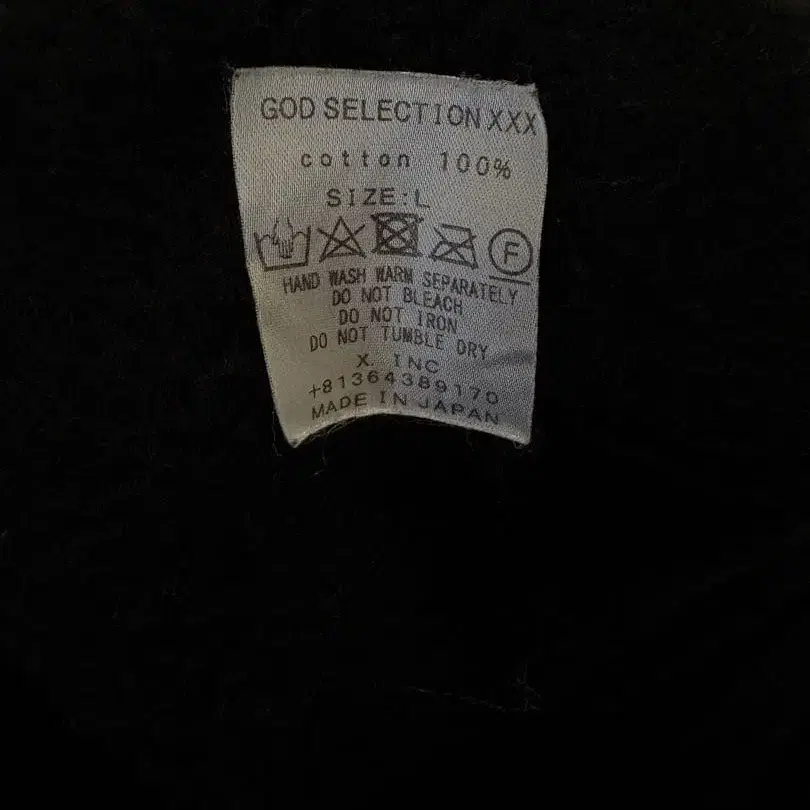 GOD SELECTION XXX
cotton 100%
SIZE:L
F
HAND WASH WARM SEPARATELY
DO NOT BLEACH
DO NOT IRON
DO NOT TUMBLE DRY
X. INC
+81364389170
MADE IN JAPAN